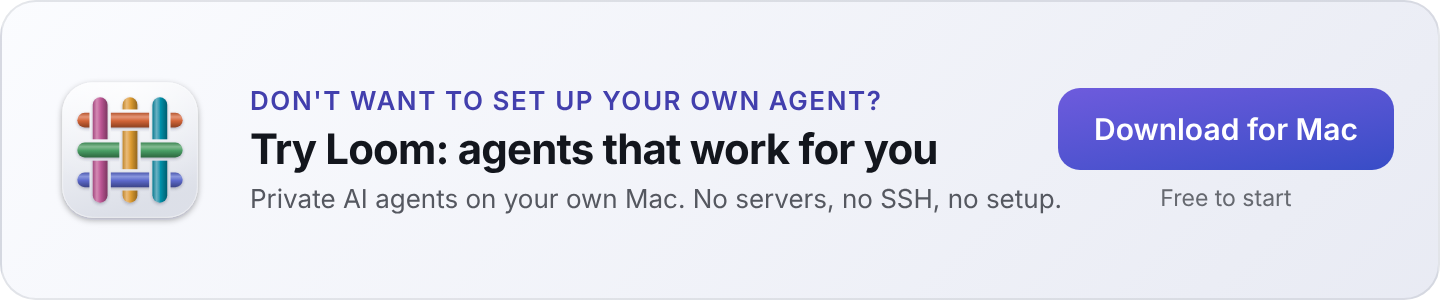 DON'T WANT TO SET UP YOUR OWN AGENT?
Try Loom: agents that work for you
Private AI agents on your own Mac. No servers, no SSH, no setup.
Download for Mac
Free to start